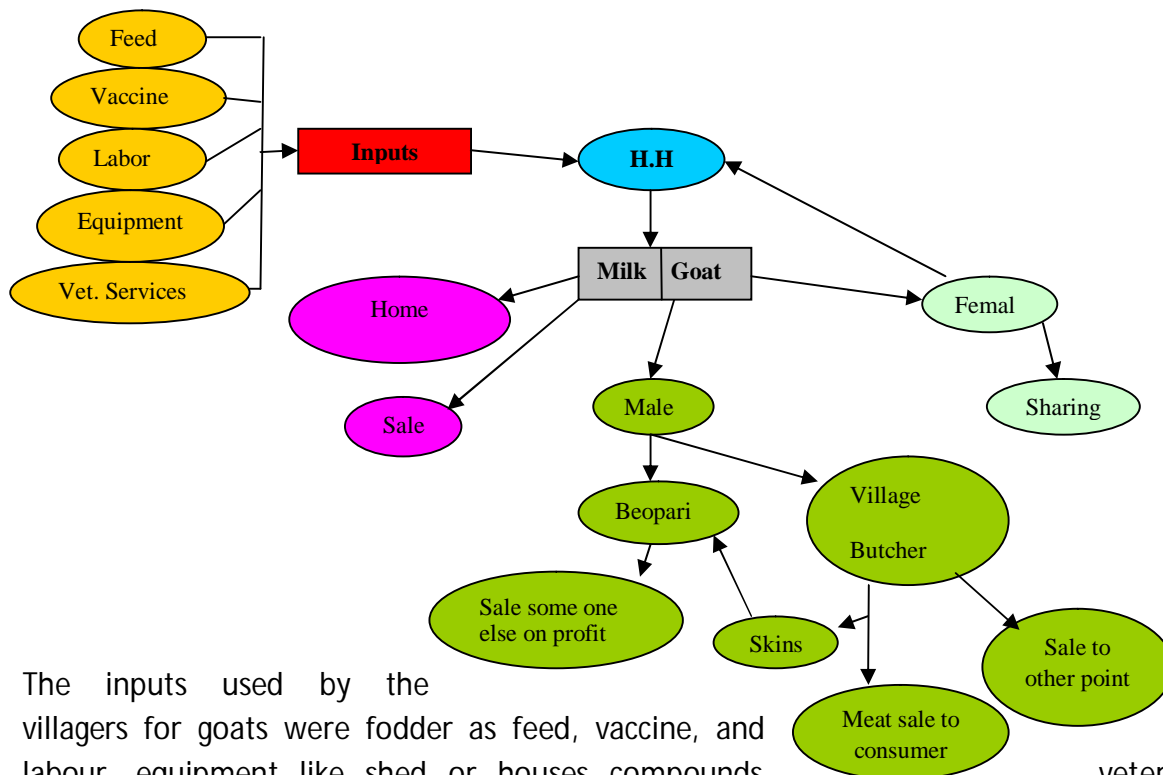 Feed
Vaccine
Labor
Equipment
Vet. Services
Inputs
H.H
Milk Goat
Home
Sale
Femal
Sharing
Male
Beopari
Village
Butcher
Sale some one
else on profit
Skins
Sale to
other point
Meat sale to
consumer
The inputs used by the
villagers for goats were fodder as feed, vaccine, and
labour, equipment like shed or houses compounds